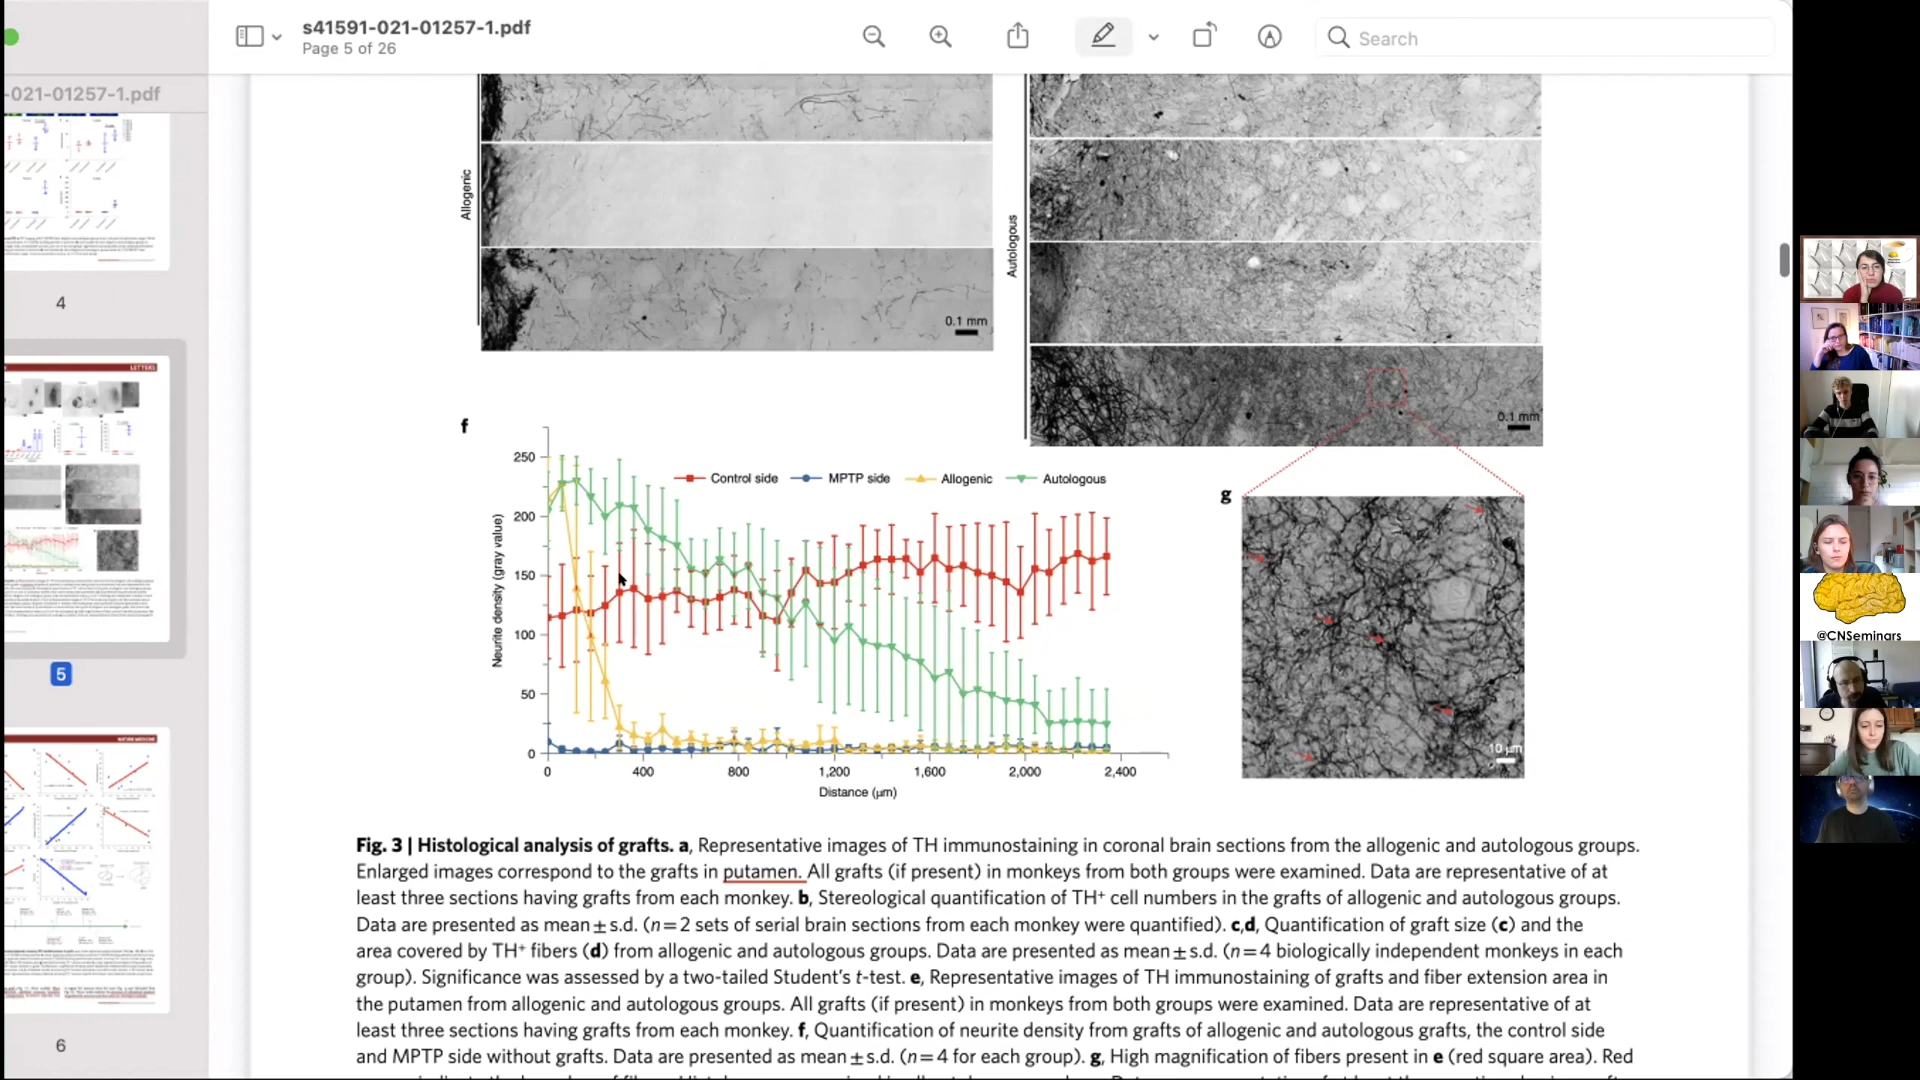 s41591-021-01257-1.pdf
Page 5 of 26
Search
-021-01257-1.pdf
4
LETTERS
5
NATURE MEDICINE
6
Allogenic
0.1 mm
Autologous
0.1 mm
f
250
200
150
100
50
0
Neurite density (gray value)
Control side
MPTP side
Allogenic
Autologous
0
400
800
1,200
1,600
2,000
2,400
Distance (µm)
g
10 µm
Fig. 3 | Histological analysis of grafts. a, Representative images of TH immunostaining in coronal brain sections from the allogenic and autologous groups.
Enlarged images correspond to the grafts in putamen. All grafts (if present) in monkeys from both groups were examined. Data are representative of at
least three sections having grafts from each monkey. b, Stereological quantification of TH⁺ cell numbers in the grafts of allogenic and autologous groups.
Data are presented as mean ± s.d. (n = 2 sets of serial brain sections from each monkey were quantified). c,d, Quantification of graft size (c) and the
area covered by TH⁺ fibers (d) from allogenic and autologous groups. Data are presented as mean ± s.d. (n = 4 biologically independent monkeys in each
group). Significance was assessed by a two-tailed Student's t-test. e, Representative images of TH immunostaining of grafts and fiber extension area in
the putamen from allogenic and autologous groups. All grafts (if present) in monkeys from both groups were examined. Data are representative of at
least three sections having grafts from each monkey. f, Quantification of neurite density from grafts of allogenic and autologous grafts, the control side
and MPTP side without grafts. Data are presented as mean ± s.d. (n = 4 for each group). g, High magnification of fibers present in e (red square area). Red
@CNSeminars